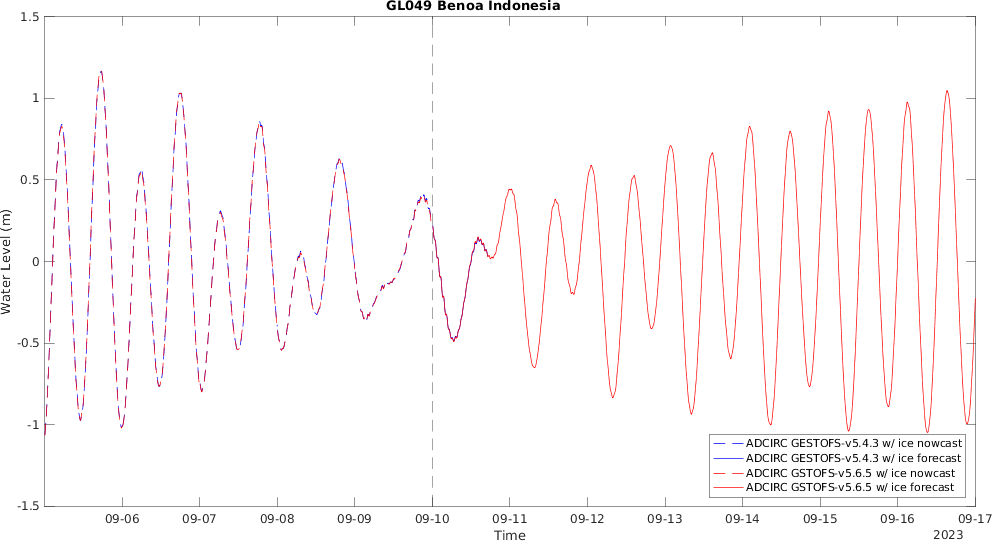 GL049 Benoa Indonesia
1.5
1
0.5
0
-0.5
-1
-1.5
Water Level (m)
ADCIRC GESTOFS-v5.4.3 w/ ice nowcast
ADCIRC GESTOFS-v5.4.3 w/ ice forecast
ADCIRC GSTOFS-v5.6.5 w/ ice nowcast
ADCIRC GSTOFS-v5.6.5 w/ ice forecast
09-06 09-07 09-08 09-09 09-10 09-11 09-12 09-13 09-14 09-15 09-16 09-17
Time
2023